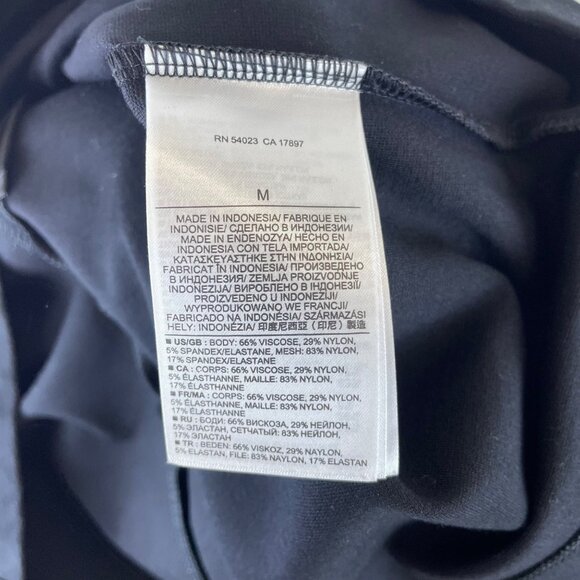 RN 54023 CA 17897
M
MADE IN INDONESIA/ FABRIQUE EN
INDONISIE/ СДЕЛАНО В ИНДОНЕЗИИ/
MADE IN ENDENOZYA/ HECHO EN
INDONESIA CON TELA IMPORTADA/
ΚΑΤΑΣΚΕΥΑΣΤΗΚΕ ΣΤΗΝ ΙΝΔΟΝΗΣΙΑ/
FABRICAT ÎN INDONESIA/ ПРОИЗВЕДЕНО
В ИНДОНЕЗИЯ/ ZEMLJA PROIZVODNJE
INDONEZIJA/ ВИРОБЛЕНО В ІНДОНЕЗІЇ/
PROIZVEDENO U INDONEZIJI/
WYPRODUKOWANO WE FRANCJI/
FABRICADO NA INDONÉSIA/ SZÁRMAZÁSI
HELY: INDONÉZIA/ 印度尼西亞 (印尼) 製造
■ US/GB : BODY: 66% VISCOSE, 29% NYLON,
5% SPANDEX/ELASTANE, MESH: 83% NYLON,
17% SPANDEX/ELASTANE
■ CA : CORPS: 66% VISCOSE, 29% NYLON,
5% ÉLASTHANNE, MAILLE: 83% NYLON,
17% ÉLASTHANNE
■ FR/MA : CORPS: 66% VISCOSE, 29% NYLON,
5% ÉLASTHANNE, MAILLE: 83% NYLON,
17% ÉLASTHANNE
■ RU : БОДИ: 66% ВИСКОЗА, 29% НЕЙЛОН,
5% ЭЛАСТАН, СЕТЧАТЫЙ: 83% НЕЙЛОН,
17% ЭЛАСТАН
■ TR : BEDEN: 66% VISKOZ, 29% NAYLON,
5% ELASTAN, FILE: 83% NAYLON, 17% ELASTAN